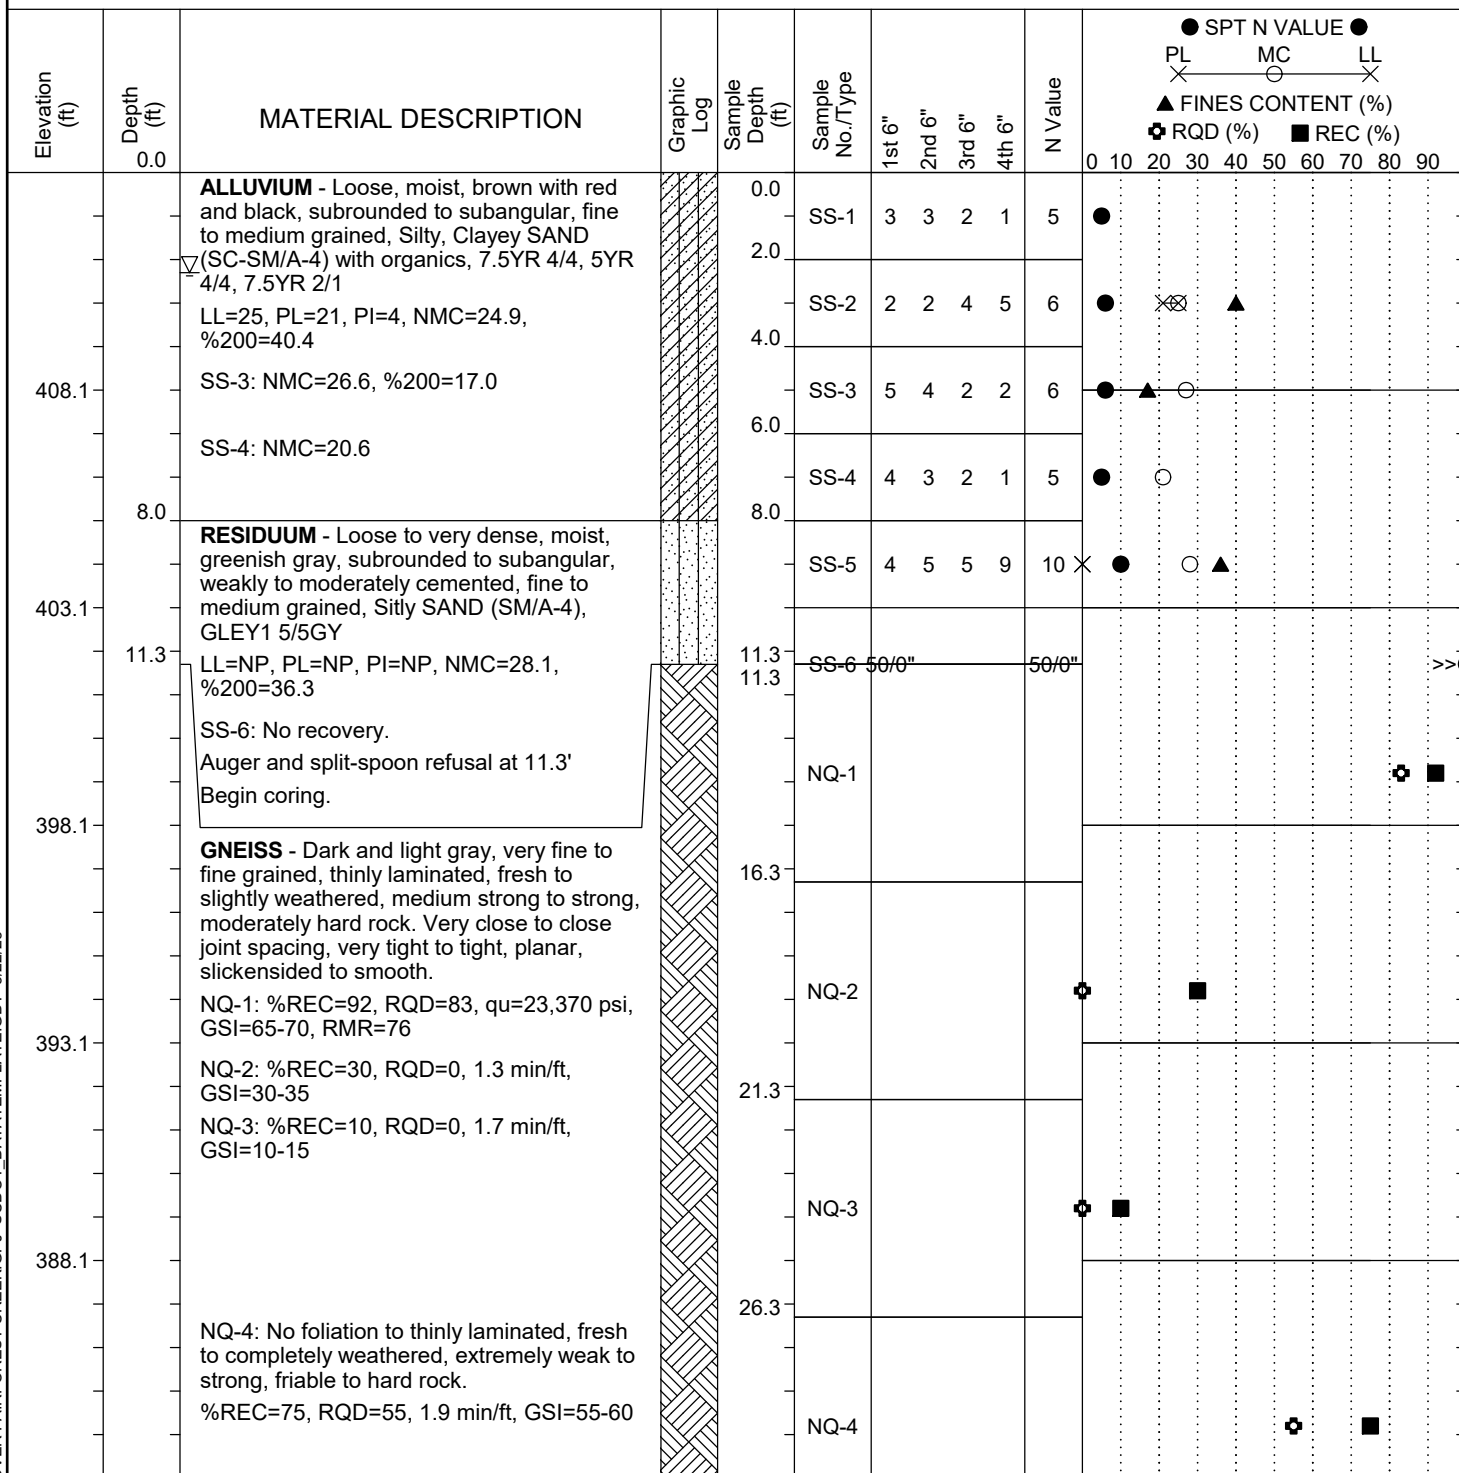 ● SPT N VALUE ●
PL MC LL
▲ FINES CONTENT (%)
RQD (%) ■ REC (%)
0 10 20 30 40 50 60 70 80 90
Elevation (ft)
Depth (ft)
0.0
MATERIAL DESCRIPTION
Graphic Log
Sample Depth (ft)
Sample No./Type
1st 6"
2nd 6"
3rd 6"
4th 6"
N Value
ALLUVIUM - Loose, moist, brown with red
and black, subrounded to subangular, fine
to medium grained, Silty, Clayey SAND
(SC-SM/A-4) with organics, 7.5YR 4/4, 5YR
4/4, 7.5YR 2/1
LL=25, PL=21, PI=4, NMC=24.9,
%200=40.4
SS-3: NMC=26.6, %200=17.0
SS-4: NMC=20.6
0.0
SS-1 3 3 2 1 5
2.0
SS-2 2 2 4 5 6
4.0
408.1
SS-3 5 4 2 2 6
6.0
SS-4 4 3 2 1 5
8.0
8.0
RESIDUUM - Loose to very dense, moist,
greenish gray, subrounded to subangular,
weakly to moderately cemented, fine to
medium grained, Sitly SAND (SM/A-4),
GLEY1 5/5GY
LL=NP, PL=NP, PI=NP, NMC=28.1,
%200=36.3
SS-6: No recovery.
Auger and split-spoon refusal at 11.3'
Begin coring.
SS-5 4 5 5 9 10
403.1
11.3
11.3
SS-6 50/0" 50/0" >>
11.3
NQ-1
398.1
GNEISS - Dark and light gray, very fine to
fine grained, thinly laminated, fresh to
slightly weathered, medium strong to strong,
moderately hard rock. Very close to close
joint spacing, very tight to tight, planar,
slickensided to smooth.
NQ-1: %REC=92, RQD=83, qu=23,370 psi,
GSI=65-70, RMR=76
NQ-2: %REC=30, RQD=0, 1.3 min/ft,
GSI=30-35
NQ-3: %REC=10, RQD=0, 1.7 min/ft,
GSI=10-15
16.3
NQ-2
393.1
21.3
NQ-3
388.1
26.3
NQ-4: No foliation to thinly laminated, fresh
to completely weathered, extremely weak to
strong, friable to hard rock.
%REC=75, RQD=55, 1.9 min/ft, GSI=55-60
NQ-4